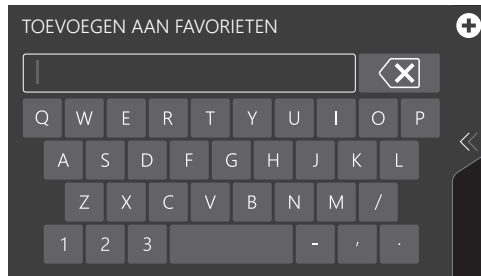 TOEVOEGEN AAN FAVORIETEN
Q W E R T Y U I O P
A S D F G H J K L
Z X C V B N M /
1 2 3 - , .